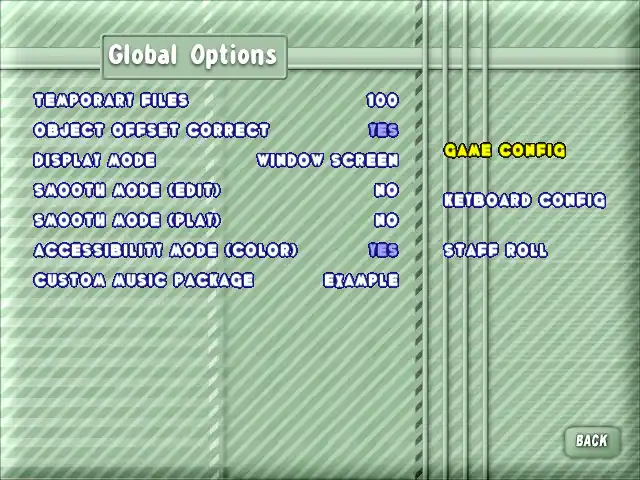 Global Options
TEMPORARY FILES 100
OBJECT OFFSET CORRECT YES
DISPLAY MODE WINDOW SCREEN
SMOOTH MODE (EDIT) NO
SMOOTH MODE (PLAY) NO
ACCESSIBILITY MODE (COLOR) YES
CUSTOM MUSIC PACKAGE EXAMPLE
GAME CONFIG
KEYBOARD CONFIG
STAFF ROLL
BACK